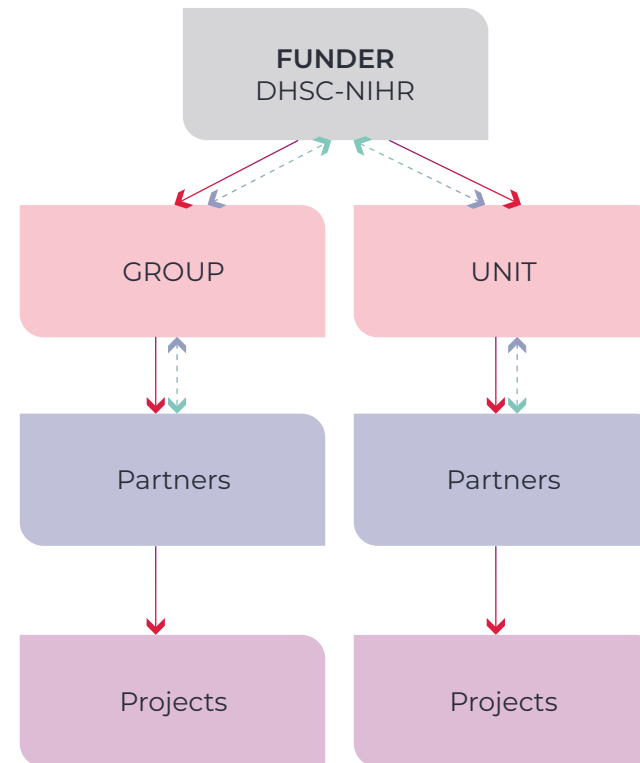 FUNDER
DHSC-NIHR
GROUP
UNIT
Partners
Partners
Projects
Projects